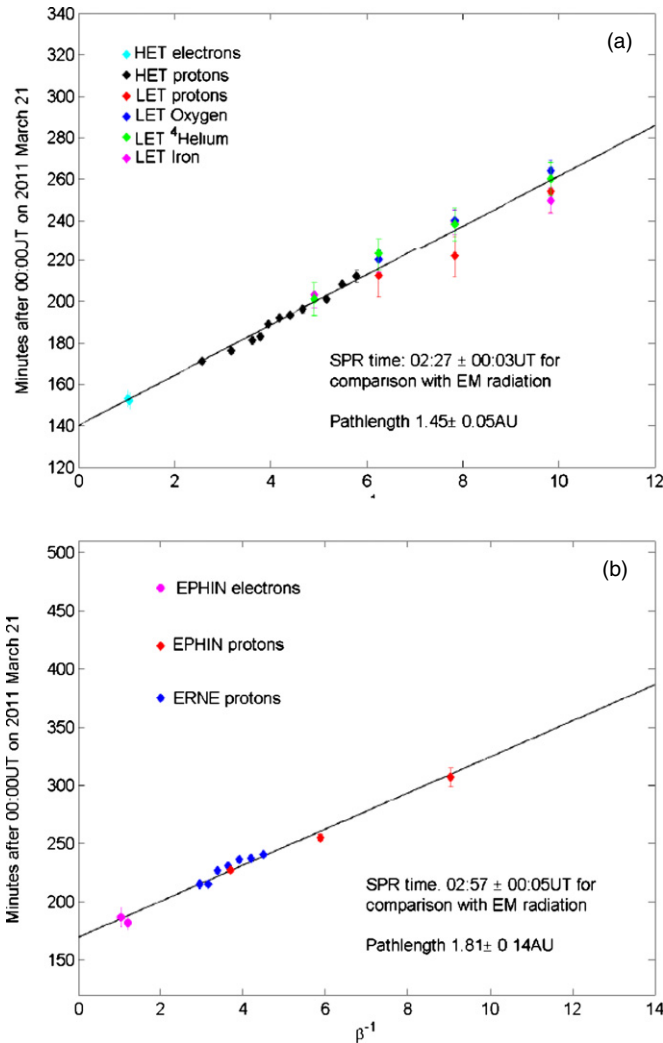 (a)
340
320
300
280
260
240
220
200
180
160
140
120
Minutes after 00:00UT on 2011 March 21
HET electrons
HET protons
LET protons
LET Oxygen
LET ⁴Helium
LET Iron
SPR time: 02:27 ± 00:03UT for
comparison with EM radiation
Pathlength 1.45± 0.05AU
0 2 4 6 8 10 12
(b)
500
450
400
350
300
250
200
150
Minutes after 00:00UT on 2011 March 21
EPHIN electrons
EPHIN protons
ERNE protons
SPR time. 02:57 ± 00:05UT for
comparison with EM radiation
Pathlength 1.81± 0 14AU
0 2 4 6 8 10 12 14
β⁻¹